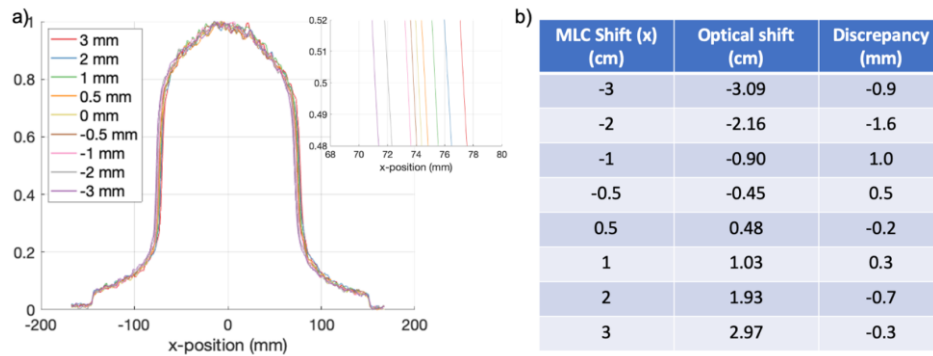 a)
1
0.8
0.6
0.4
0.2
0
-200
-100
0
100
200
x-position (mm)
3 mm
2 mm
1 mm
0.5 mm
0 mm
-0.5 mm
-1 mm
-2 mm
-3 mm
0.52
0.51
0.5
0.49
0.48
68 70 71 72 74 76 78 80
x-position (mm)
b)
MLC Shift (x) (cm) Optical shift (cm) Discrepancy (mm)
-3 -3.09 -0.9
-2 -2.16 -1.6
-1 -0.90 1.0
-0.5 -0.45 0.5
0.5 0.48 -0.2
1 1.03 0.3
2 1.93 -0.7
3 2.97 -0.3